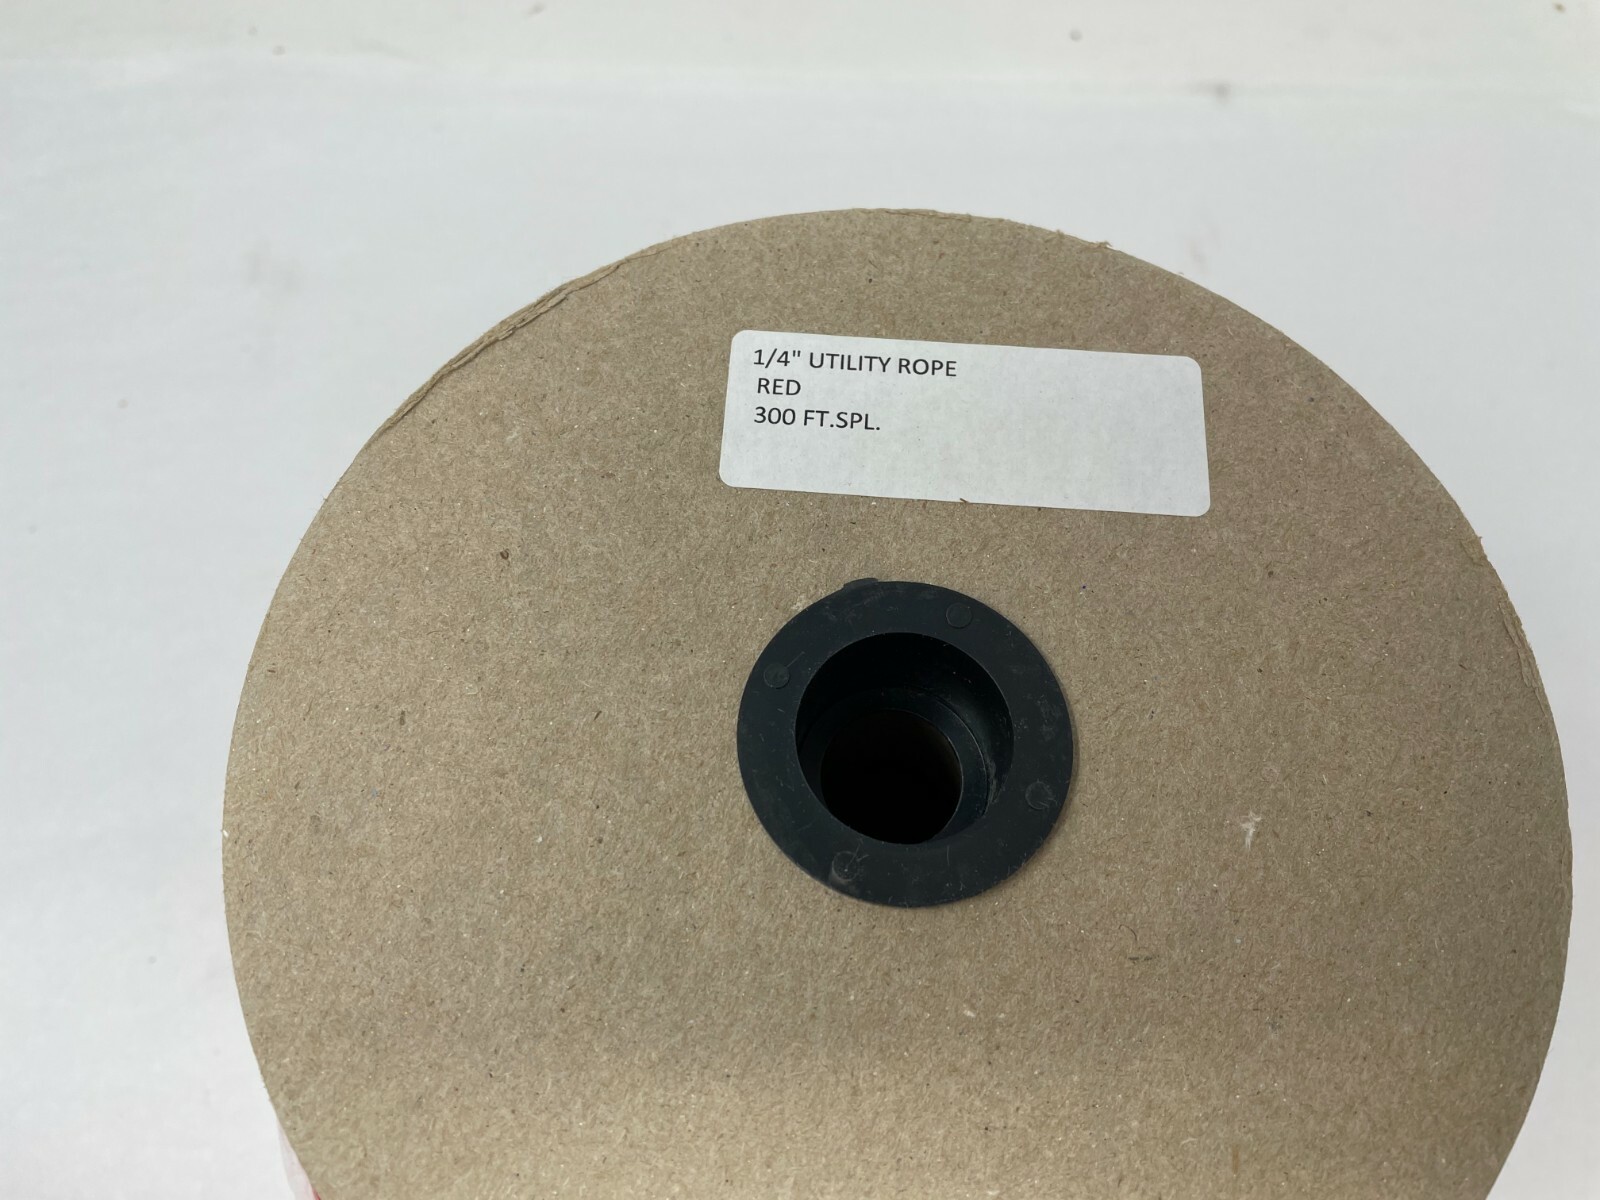 1/4" UTILITY ROPE
RED
300 FT.SPL.